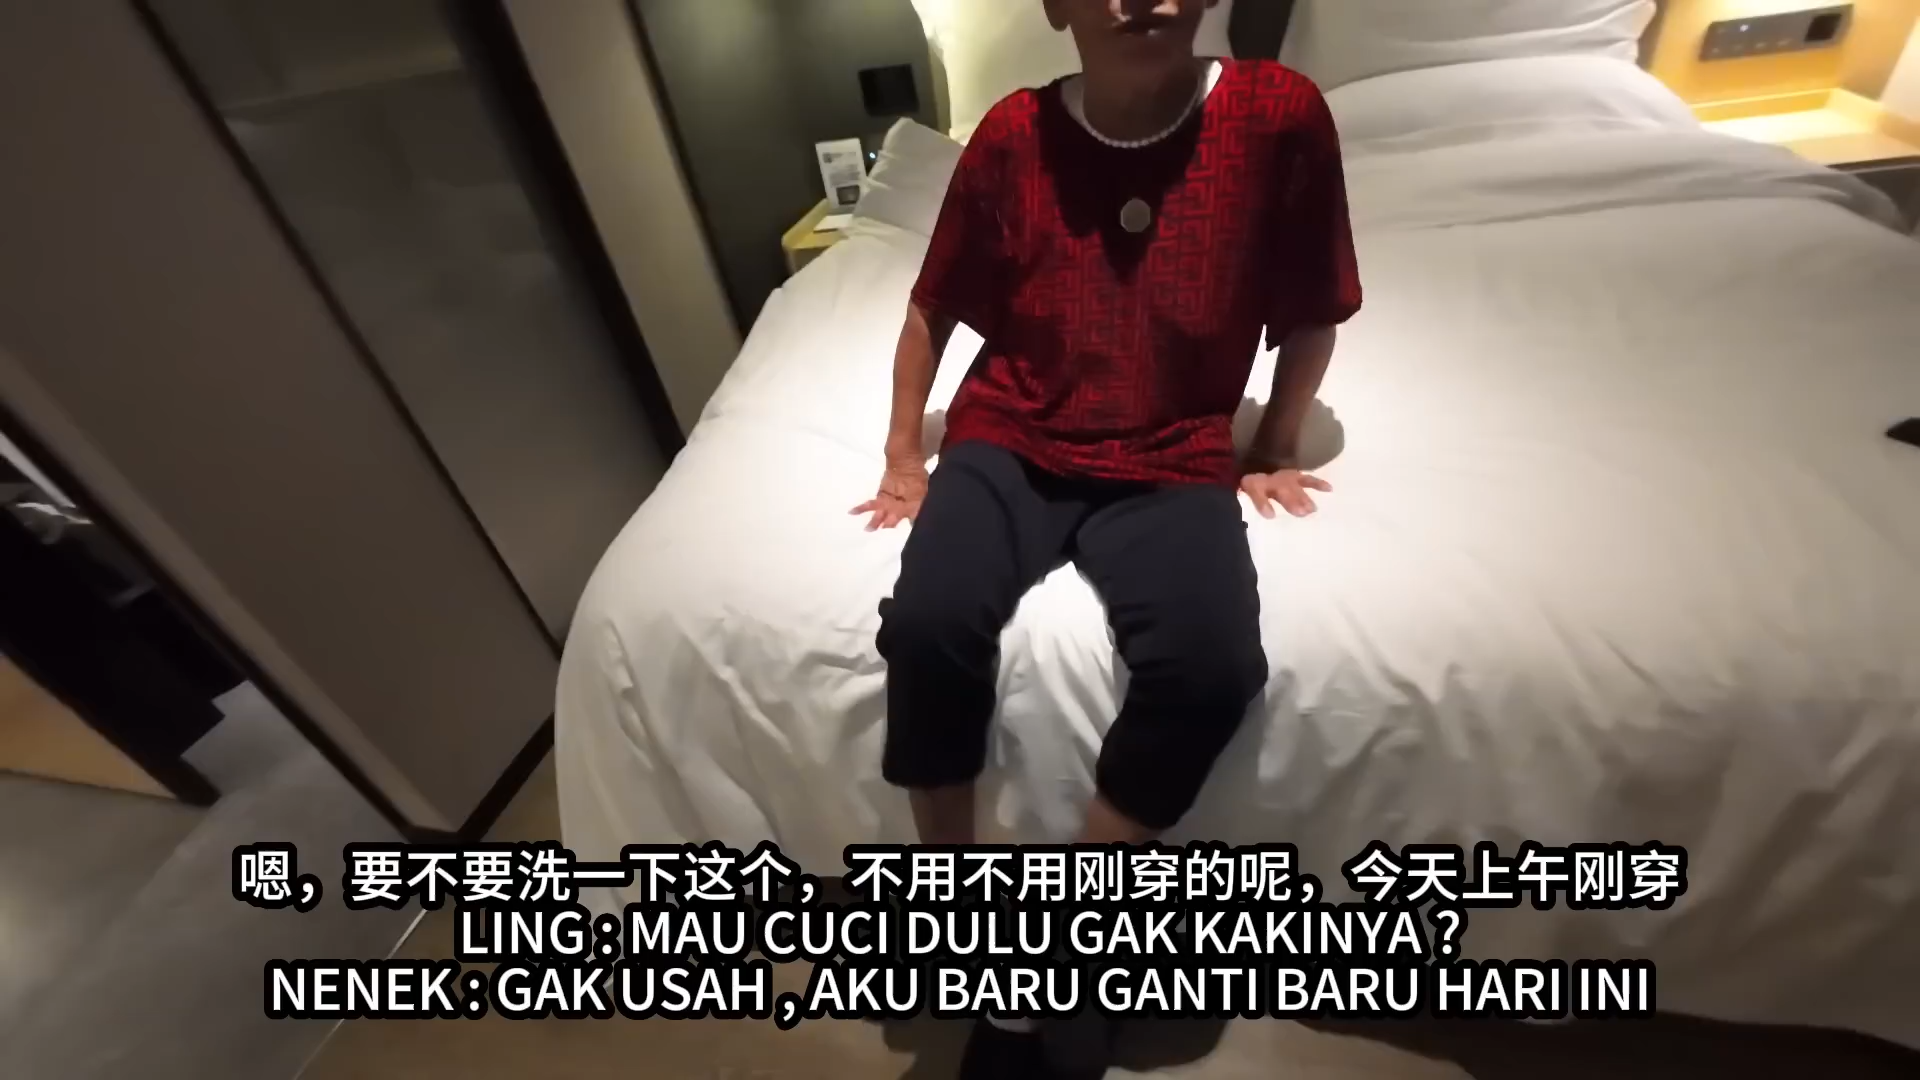 嗯，要不要洗一下这个，不用不用刚穿的呢，今天上午刚穿
LING : MAU CUCI DULU GAK KAKINYA ?
NENEK : GAK USAH , AKU BARU GANTI BARU HARI INI